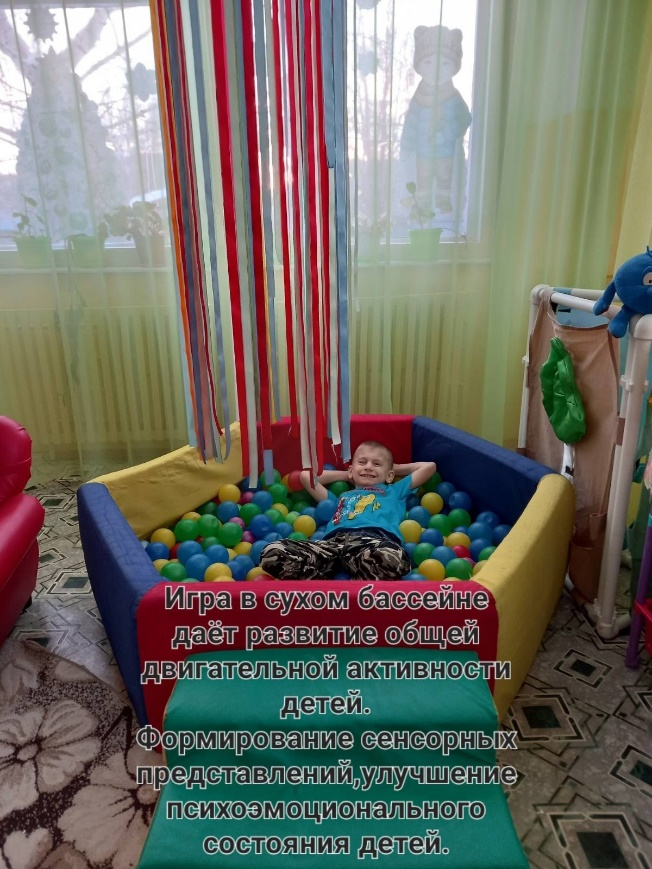 Игра в сухом бассейне
даёт развитие общей
двигательной активности
детей.
Формирование сенсорных
представлений,улучшение
психоэмоционального
состояния детей.